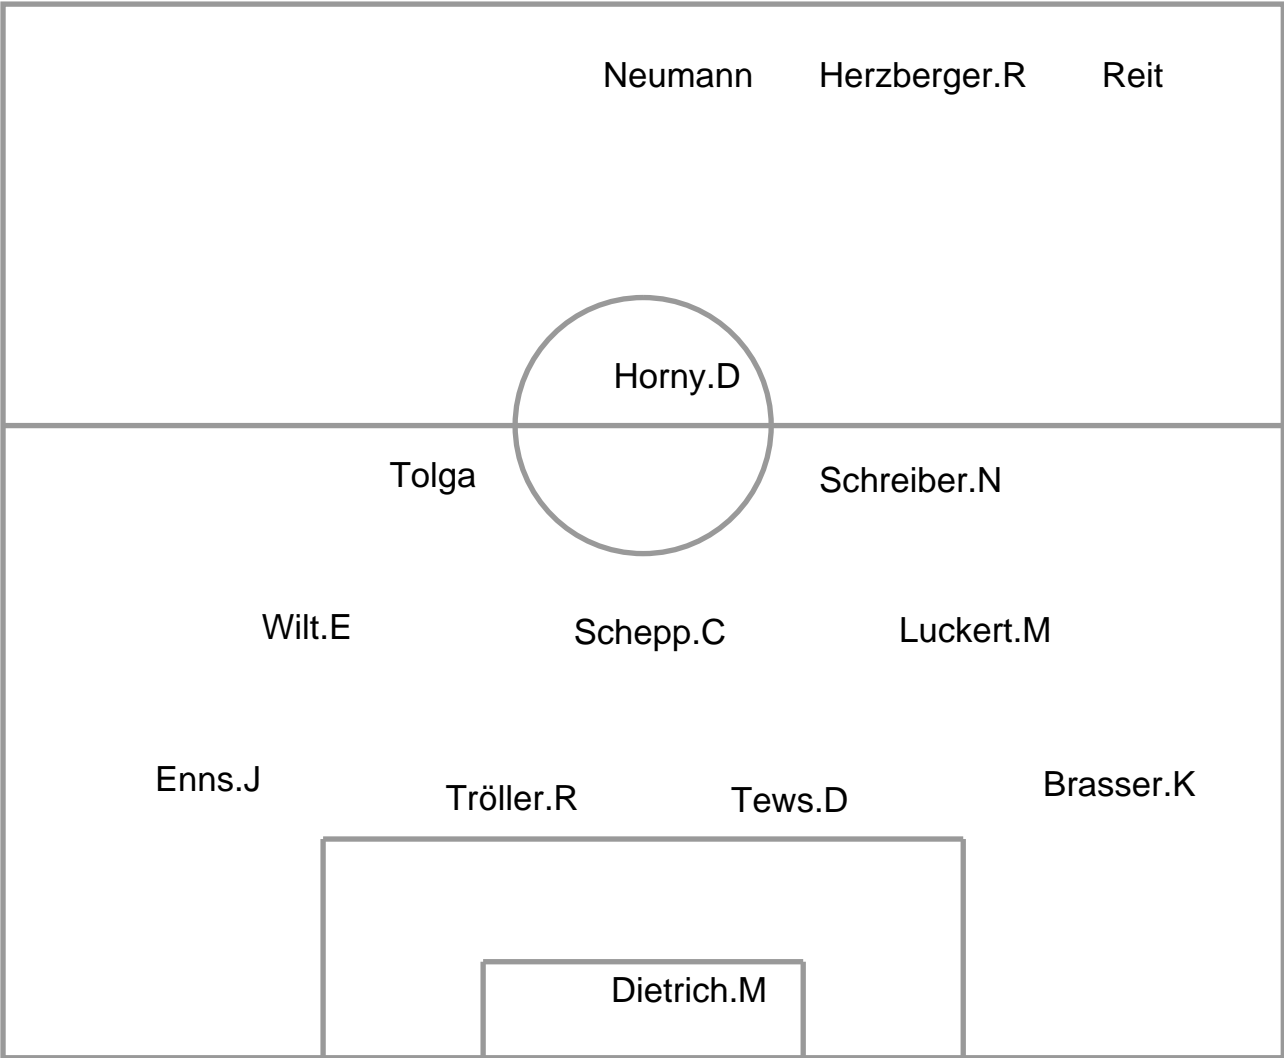 Neumann Herzberger.R Reit
Horny.D
Tolga Schreiber.N
Wilt.E Schepp.C Luckert.M
Enns.J Tröller.R Tews.D Brasser.K
Dietrich.M